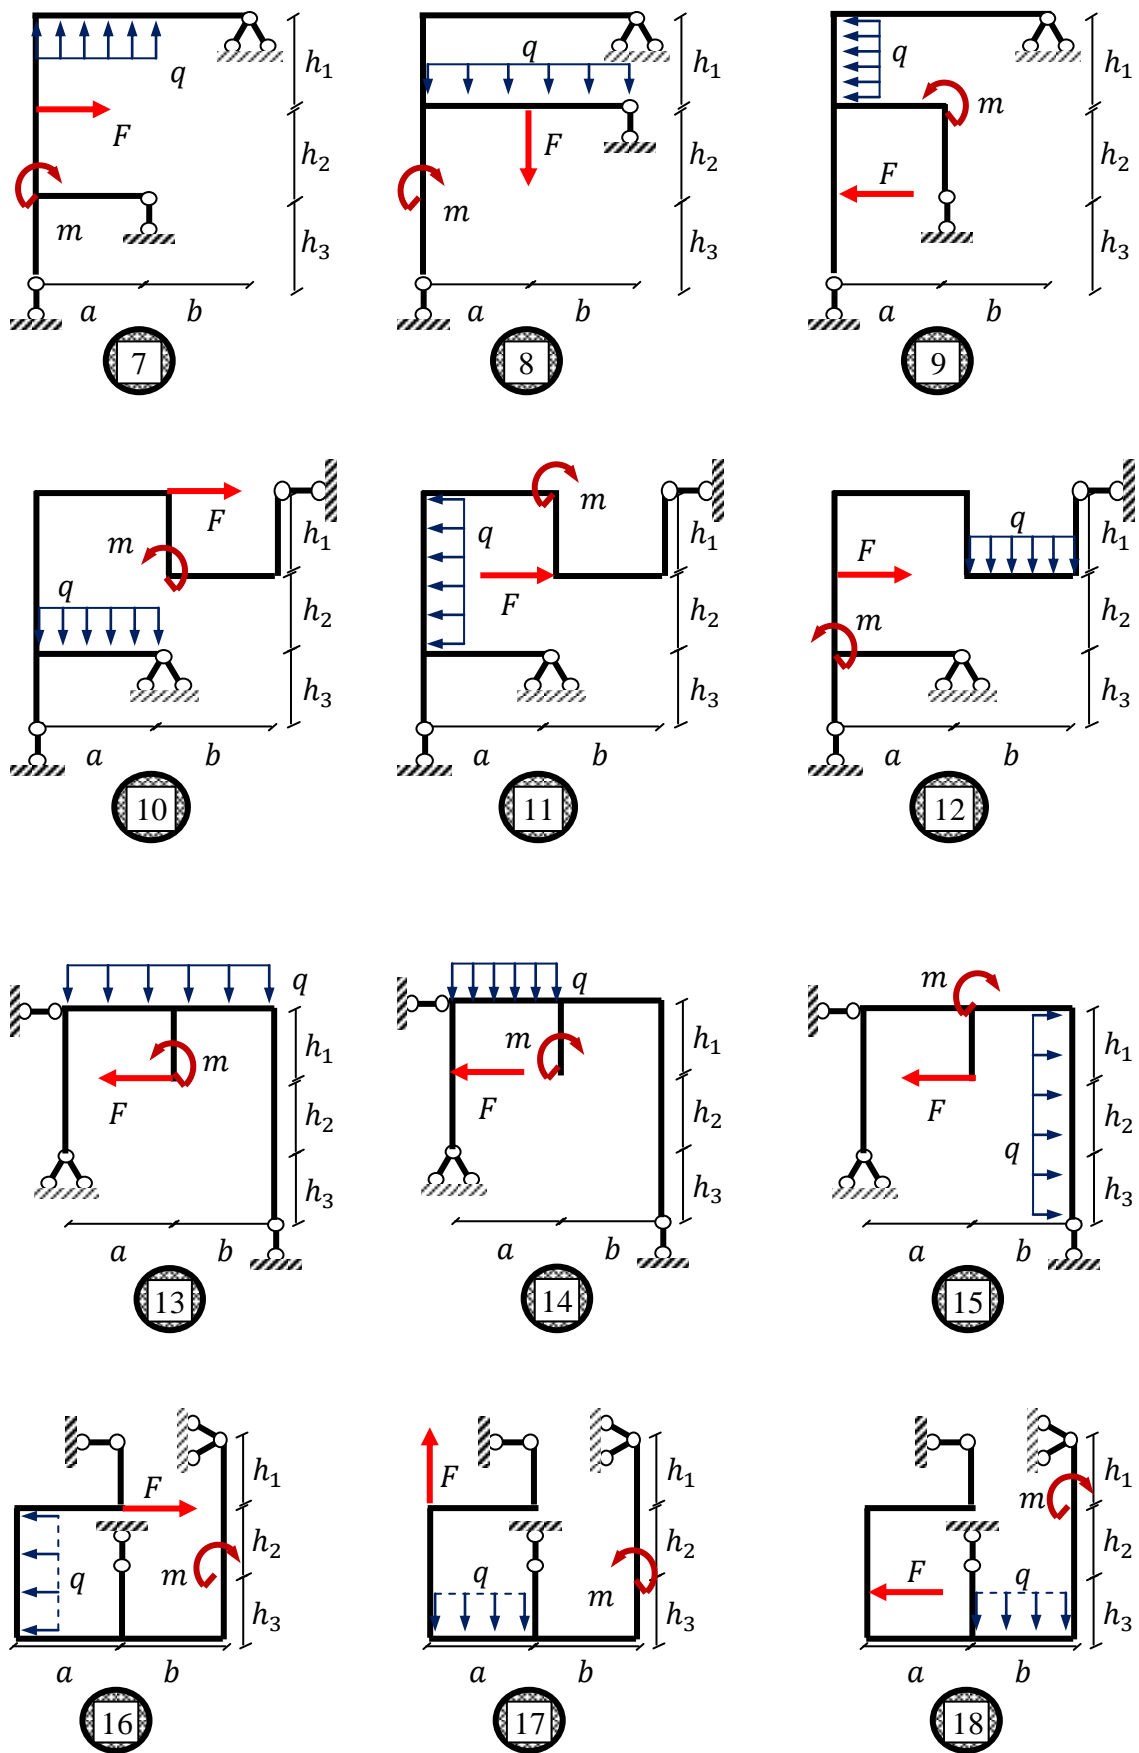 q h₁
F
h₂
m
h₃
a b
7
q h₁
F h₂
m
h₃
a b
8
q h₁
m
h₂
F
h₃
a b
9
F
m h₁
q h₂
h₃
a b
10
m
q h₁
F h₂
h₃
a b
11
q
F h₁
m h₂
h₃
a b
12
q
m h₁
F h₂
h₃
a b
13
q
m h₁
F h₂
h₃
a b
14
m
h₁
F h₂
q h₃
a b
15
F h₁
h₂
q m
h₃
a b
16
F h₁
h₂
q m
h₃
a b
17
h₁
m
F h₂
q
h₃
a b
18